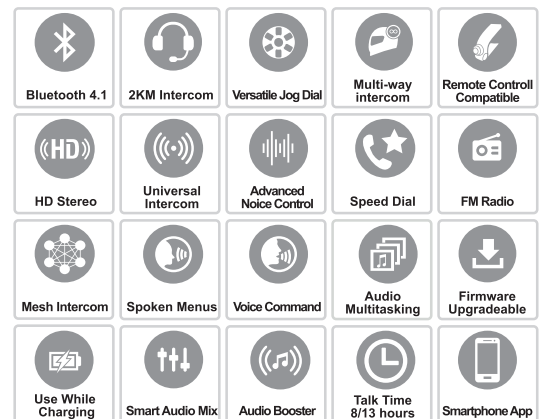 Bluetooth 4.1
2KM Intercom
Versatile Jog Dial
Multi-way
intercom
Remote Controll
Compatible
((HD))
HD Stereo
Universal
Intercom
Advanced
Noice Control
Speed Dial
FM Radio
Mesh Intercom
Spoken Menus
Voice Command
Audio
Multitasking
Firmware
Upgradeable
Use While
Charging
Smart Audio Mix
Audio Booster
Talk Time
8/13 hours
Smartphone App